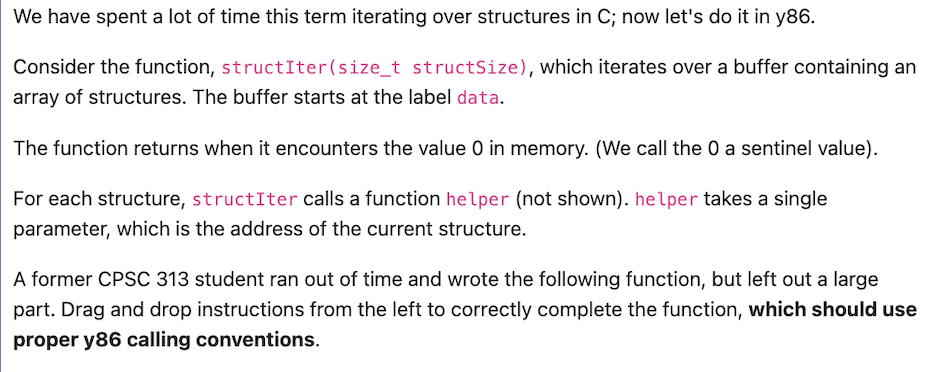 We have spent a lot of time this term iterating over structures in C; now let's do it in y86.
Consider the function, structIter(size_t structSize), which iterates over a buffer containing an
array of structures. The buffer starts at the label data.
The function returns when it encounters the value 0 in memory. (We call the 0 a sentinel value).
For each structure, structIter calls a function helper (not shown). helper takes a single
parameter, which is the address of the current structure.
A former CPSC 313 student ran out of time and wrote the following function, but left out a large
part. Drag and drop instructions from the left to correctly complete the function, which should use
proper y86 calling conventions.